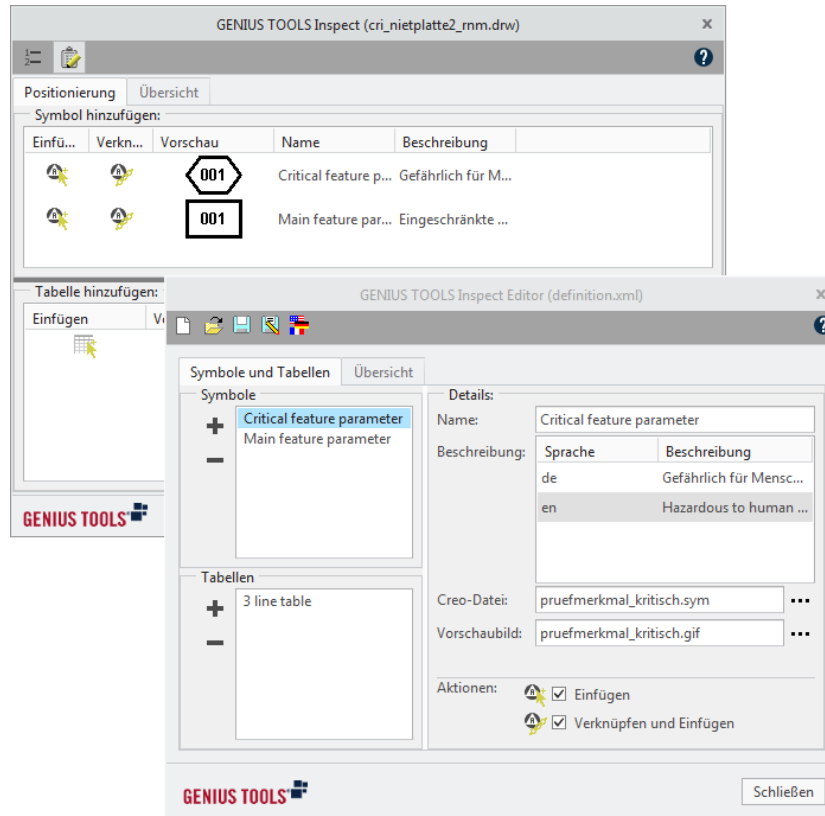 GENIUS TOOLS Inspect (cri_nietplatte2_rnm.drw)
Positionierung Übersicht
Symbol hinzufügen:
Einfü... Verkn... Vorschau Name Beschreibung
001 Critical feature p... Gefährlich für M...
001 Main feature par... Eingeschränkte ...
Tabelle hinzufügen:
Einfügen
GENIUS TOOLS
GENIUS TOOLS Inspect Editor (definition.xml)
Symbole und Tabellen Übersicht
Symbole
Critical feature parameter
Main feature parameter
Tabellen
3 line table
Details:
Name: Critical feature parameter
Beschreibung: Sprache Beschreibung
de Gefährlich für Mensc...
en Hazardous to human ...
Creo-Datei: pruefmerkmal_kritisch.sym
Vorschaubild: pruefmerkmal_kritisch.gif
Aktionen: Einfügen
Verknüpfen und Einfügen
GENIUS TOOLS
Schließen